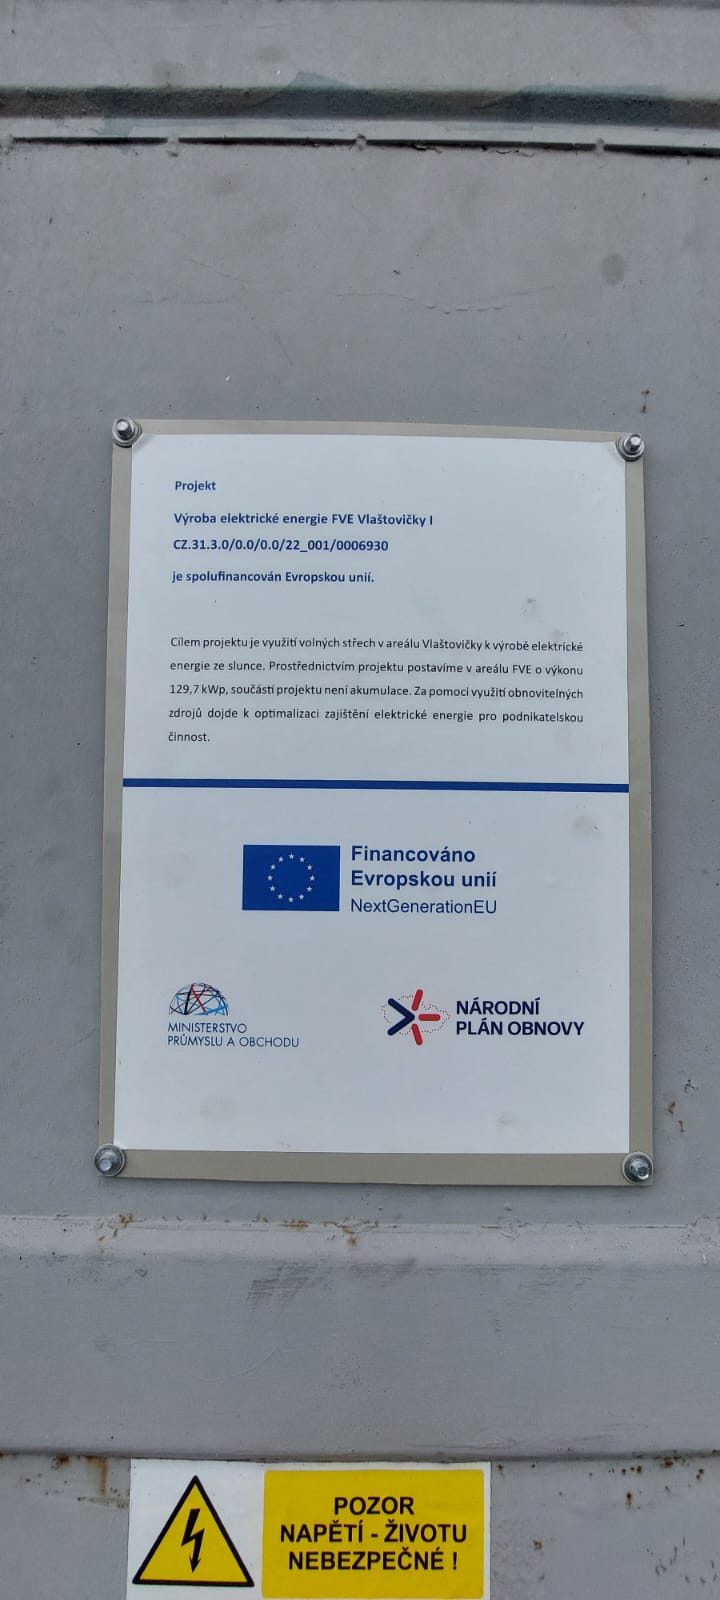 Projekt
Výroba elektrické energie FVE Vlaštovičky I
CZ.31.3.0/0.0/0.0/22_001/0006930
je spolufinancován Evropskou unií.
Cílem projektu je využití volných střech v areálu Vlaštovičky k výrobě elektrické
energie ze slunce. Prostřednictvím projektu postavíme v areálu FVE o výkonu
129,7 kWp, součástí projektu není akumulace. Za pomoci využití obnovitelných
zdrojů dojde k optimalizaci zajištění elektrické energie pro podnikatelskou
činnost.
Financováno
Evropskou unií
NextGenerationEU
MINISTERSTVO
PRŮMYSLU A OBCHODU
NÁRODNÍ
PLÁN OBNOVY
POZOR
NAPĚTÍ - ŽIVOTU
NEBEZPEČNÉ !